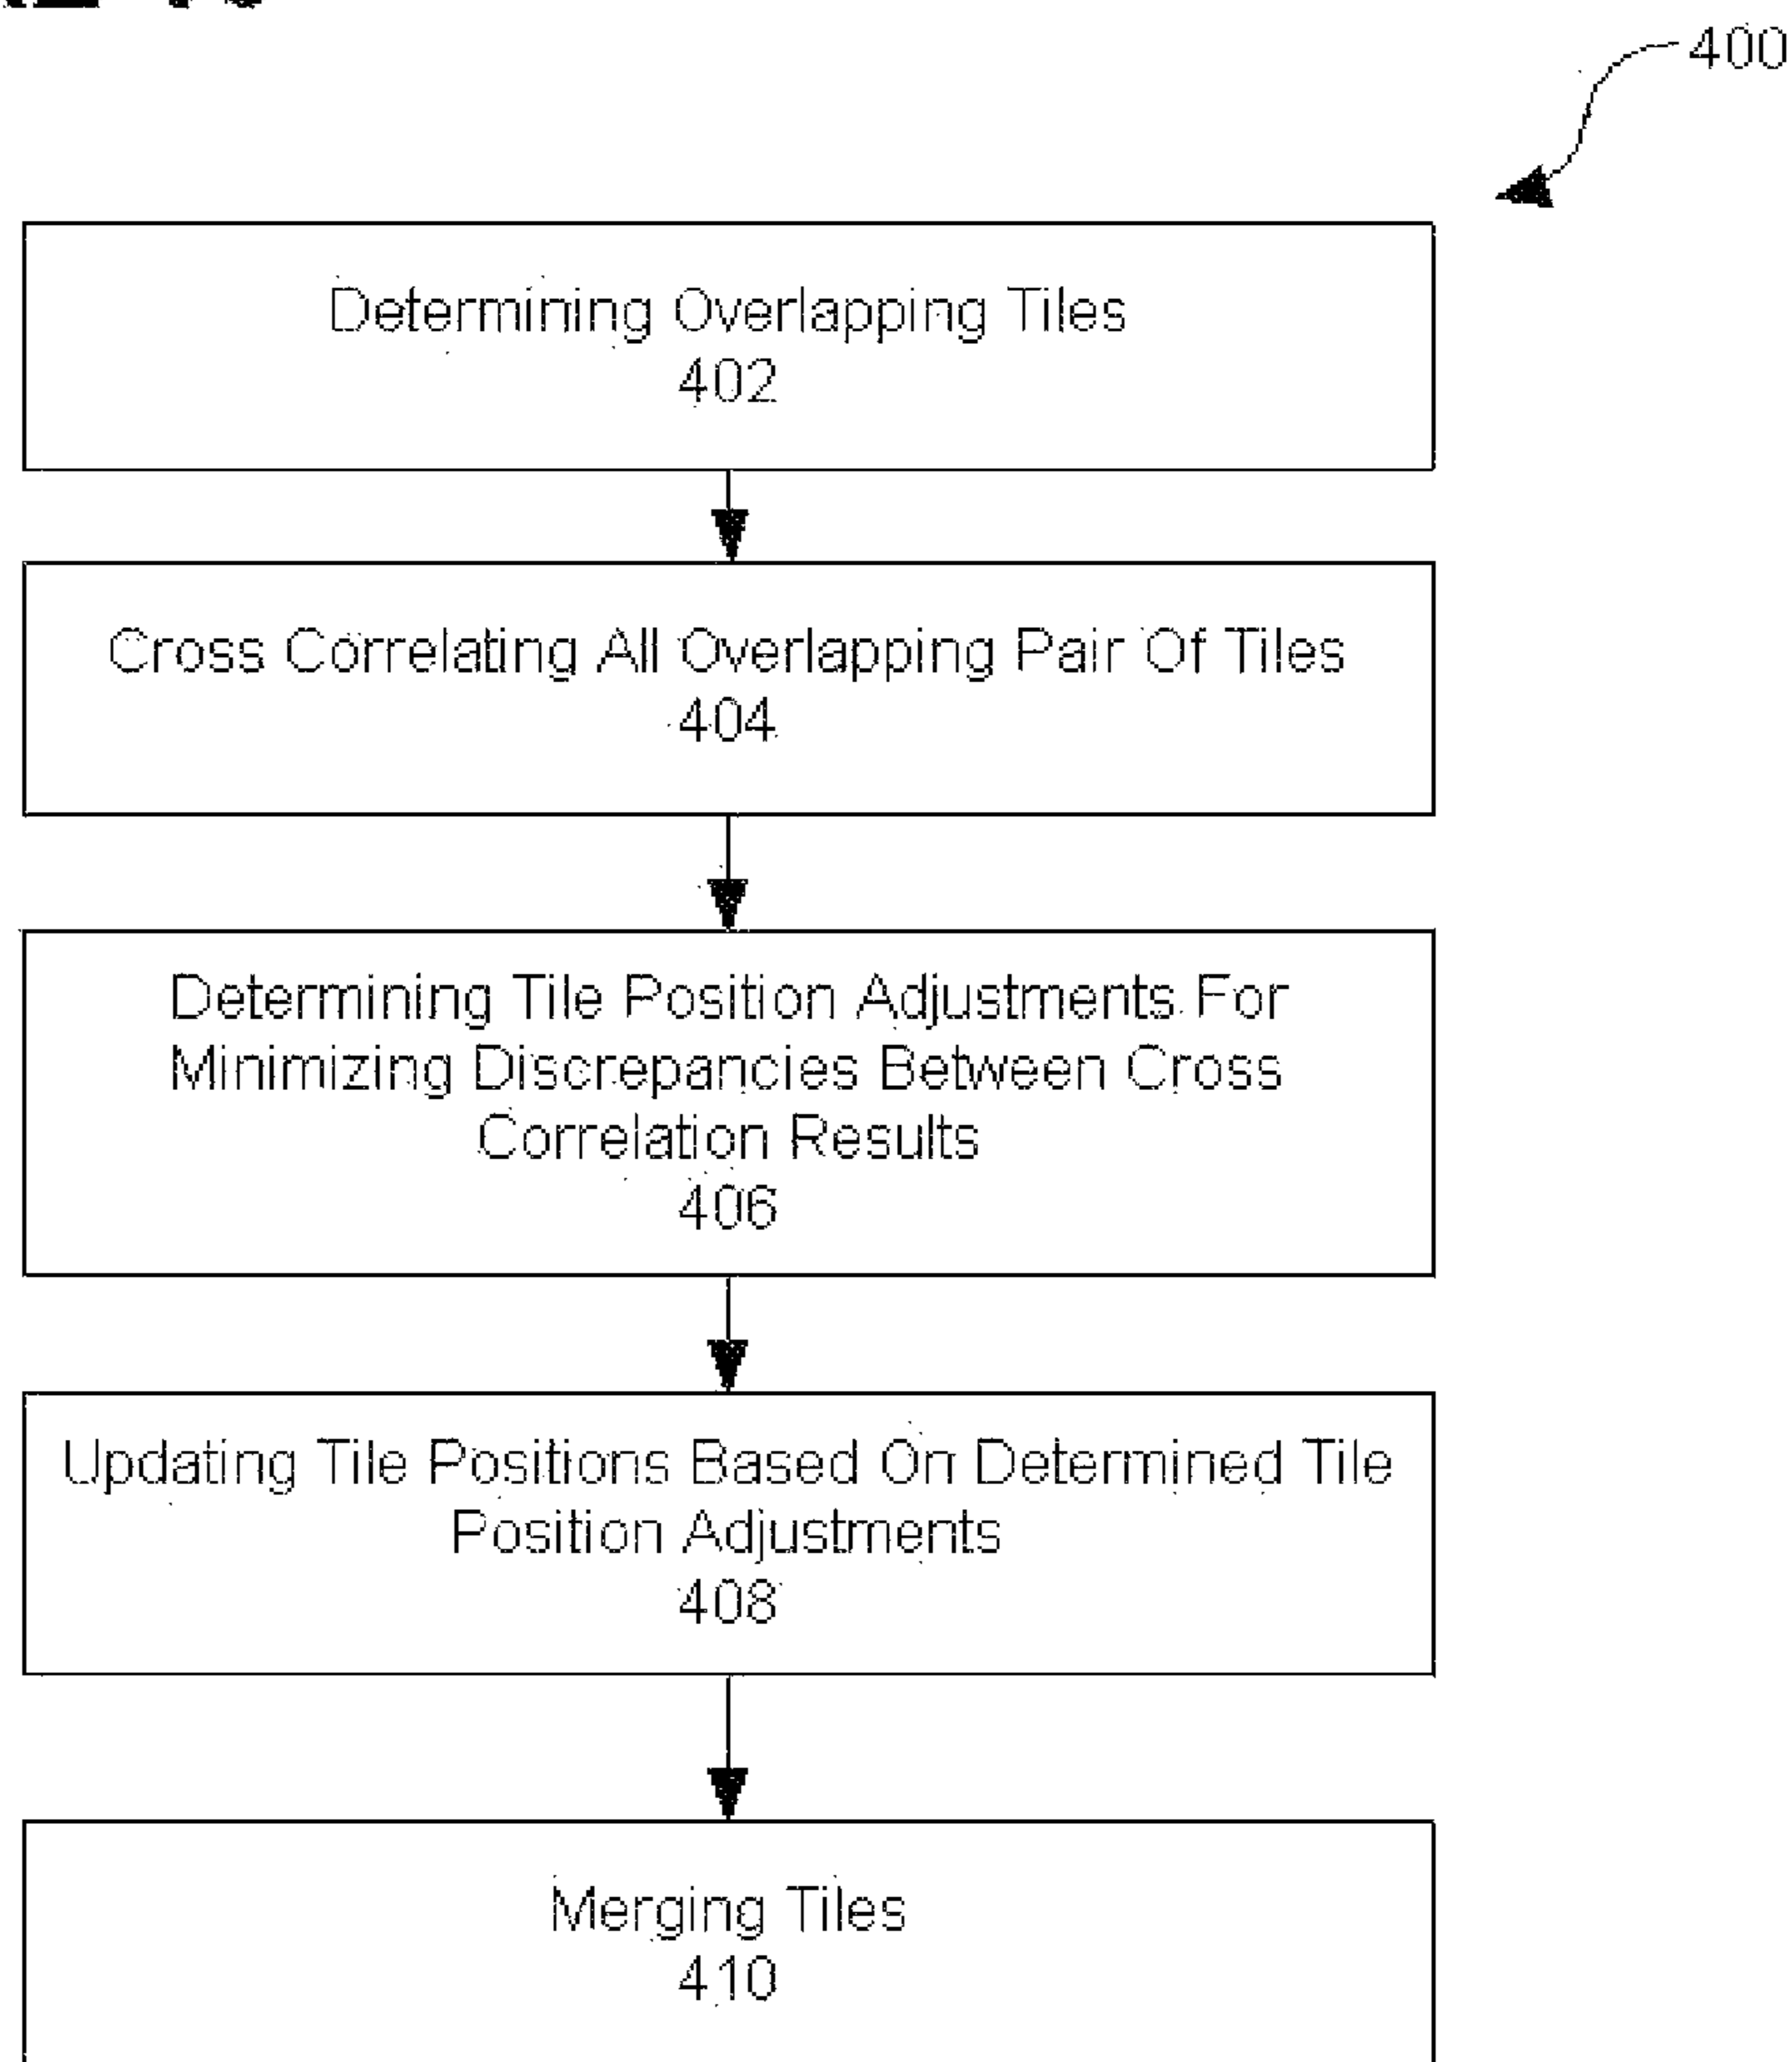 400
Determining Overlapping Tiles
402
Cross Correlating All Overlapping Pair Of Tiles
404
Determining Tile Position Adjustments For
Minimizing Discrepancies Between Cross
Correlation Results
406
Updating Tile Positions Based On Determined Tile
Position Adjustments
408
Merging Tiles
410